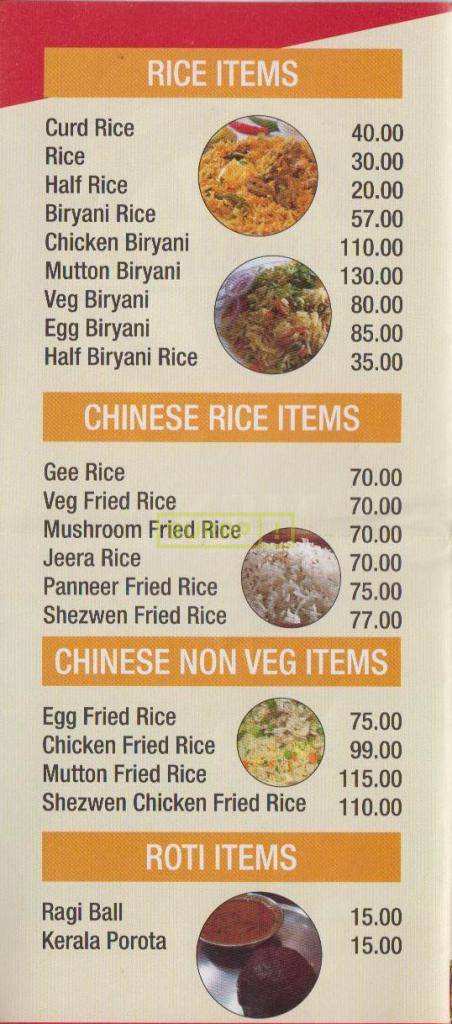 RICE ITEMS
Curd Rice 40.00
Rice 30.00
Half Rice 20.00
Biryani Rice 57.00
Chicken Biryani 110.00
Mutton Biryani 130.00
Veg Biryani 80.00
Egg Biryani 85.00
Half Biryani Rice 35.00
CHINESE RICE ITEMS
Gee Rice 70.00
Veg Fried Rice 70.00
Mushroom Fried Rice 70.00
Jeera Rice 70.00
Panneer Fried Rice 75.00
Shezwen Fried Rice 77.00
CHINESE NON VEG ITEMS
Egg Fried Rice 75.00
Chicken Fried Rice 99.00
Mutton Fried Rice 115.00
Shezwen Chicken Fried Rice 110.00
ROTI ITEMS
Ragi Ball 15.00
Kerala Porota 15.00